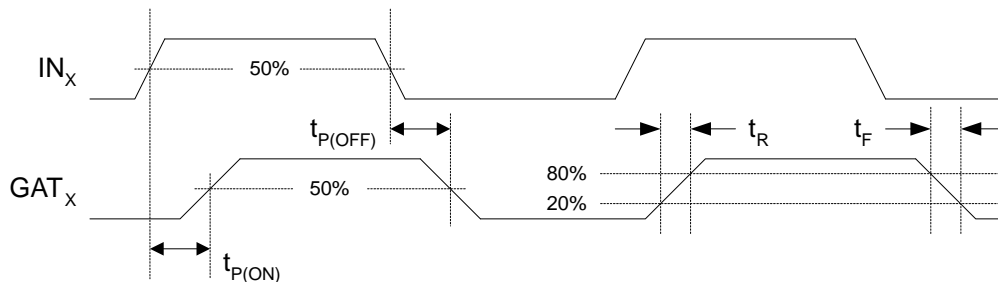 IN_X
50%
t_P(OFF)
t_R
t_F
GAT_X
50%
80%
20%
t_P(ON)